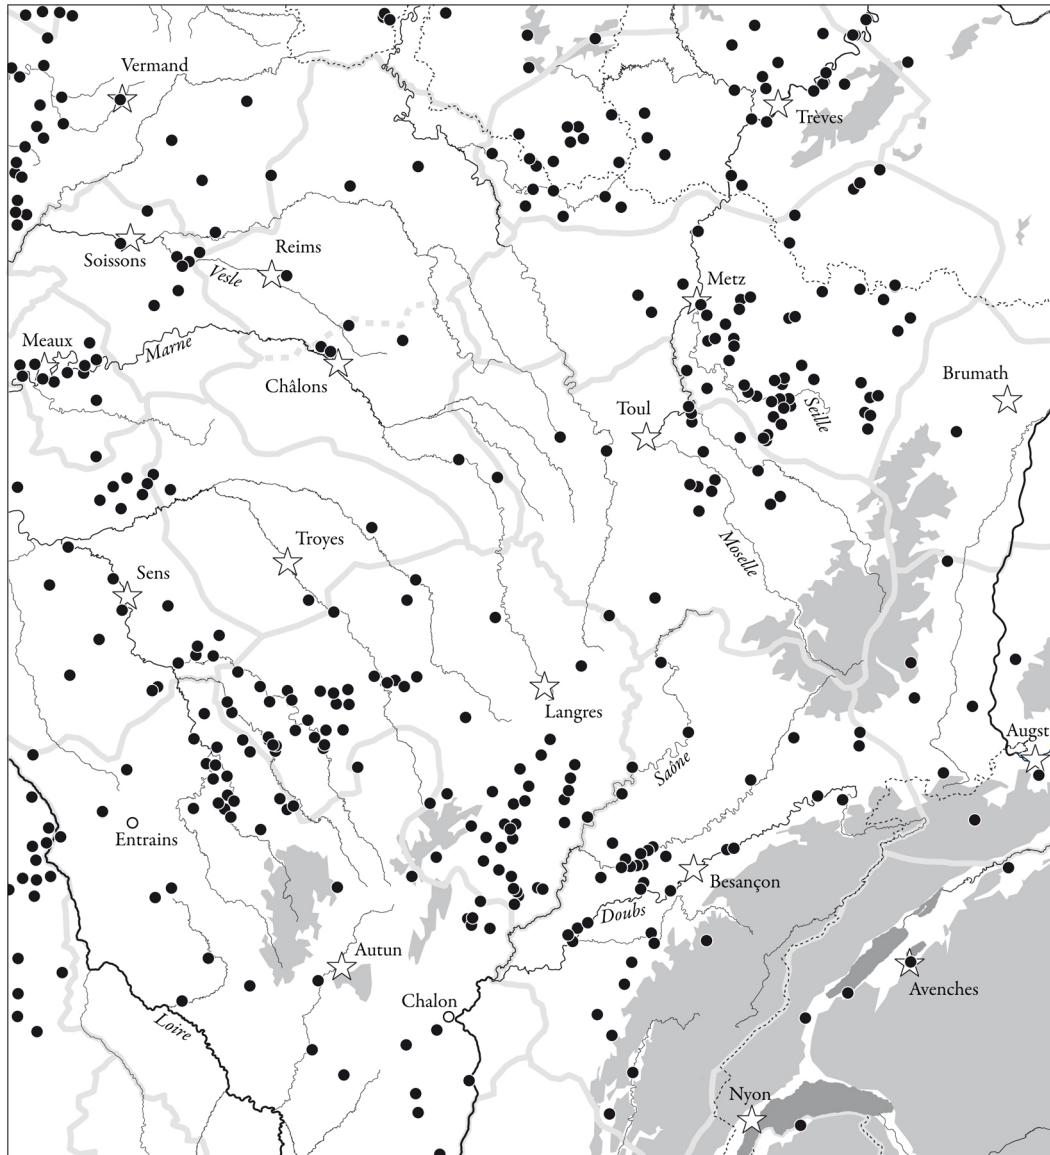 Vermand
Trèves
Soissons
Reims
Vesle
Metz
Meaux
Marne
Châlons
Brumath
Toul
Seille
Troyes
Moselle
Sens
Langres
Augst
Saône
Entrains
Besançon
Doubs
Autun
Avenches
Chalon
Loire
Nyon